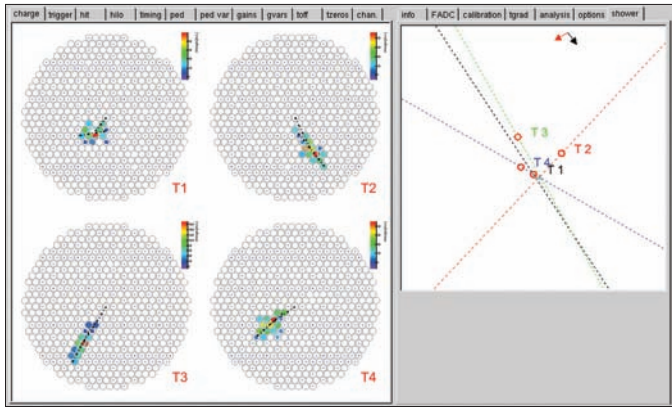 charge trigger hit hilo timing ped ped var gains gvars toff tzeros chan.
info FADC calibration tgrad analysis options shower
T1
T2
T3
T4
T3
T2
T4
T1